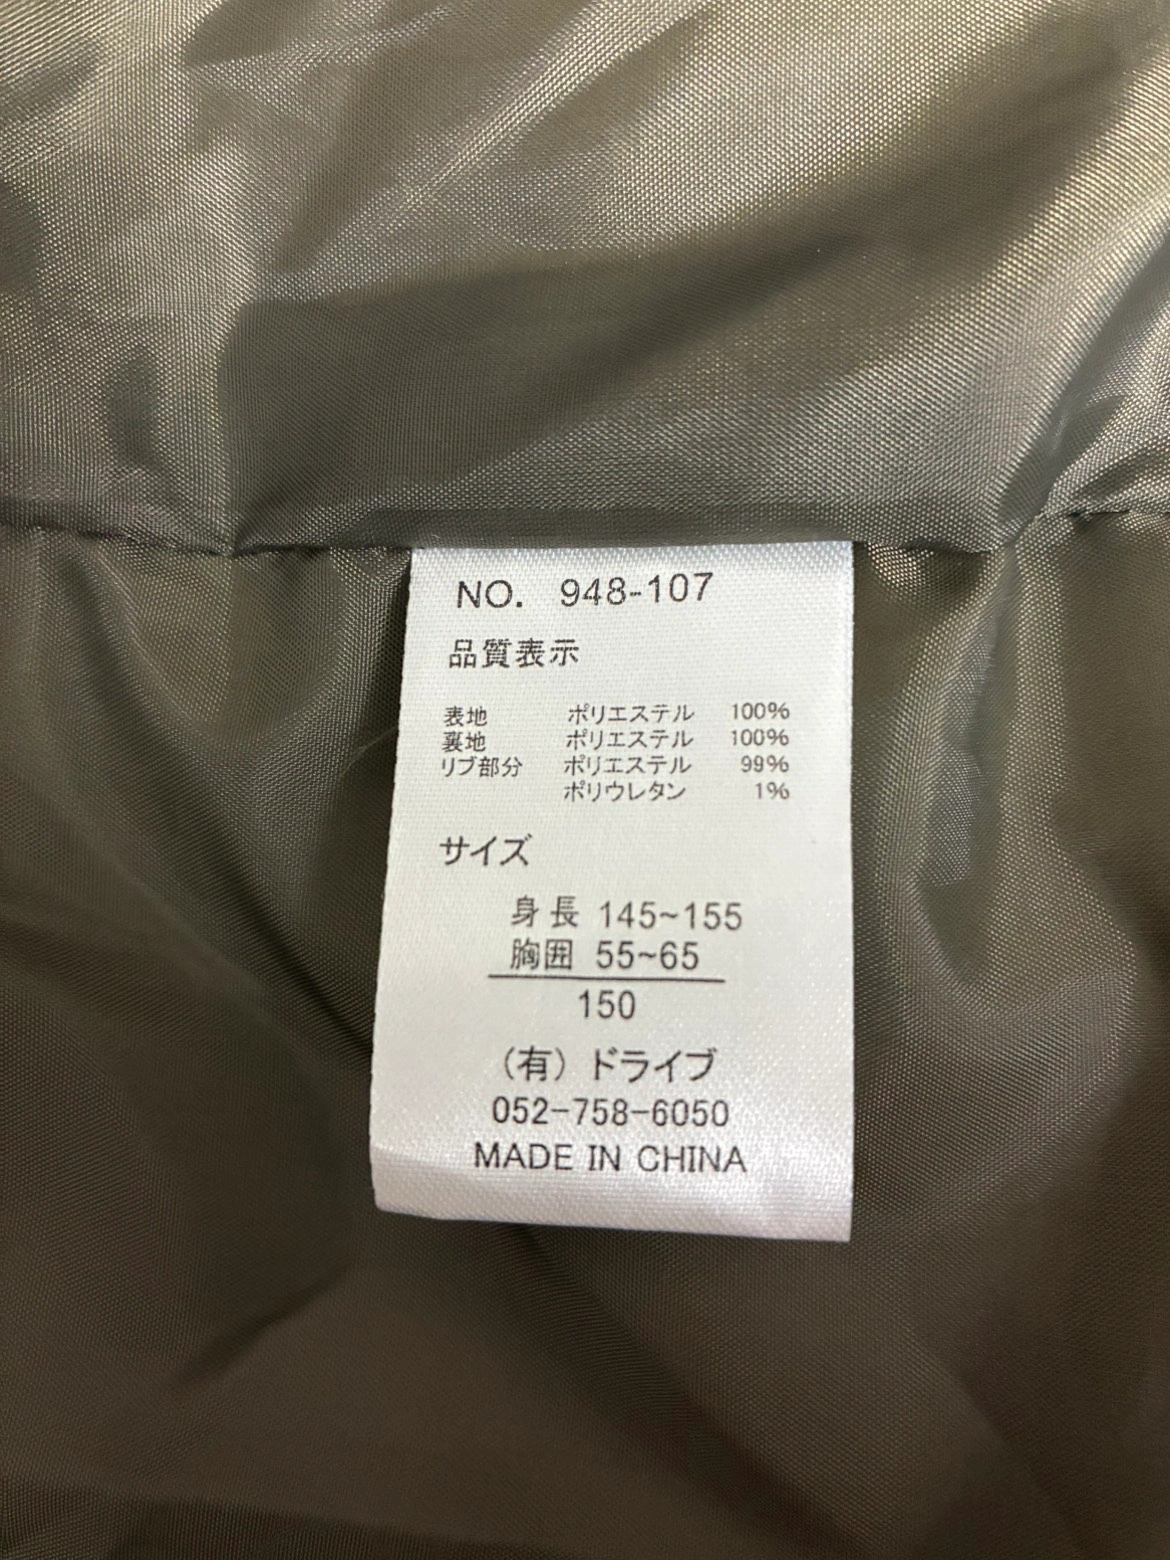 NO. 948-107
品質表示
表地 ポリエステル 100%
裏地 ポリエステル 100%
リブ部分 ポリエステル 99%
ポリウレタン 1%
サイズ
身長 145~155
胸囲 55~65
150
(有)ドライブ
052-758-6050
MADE IN CHINA